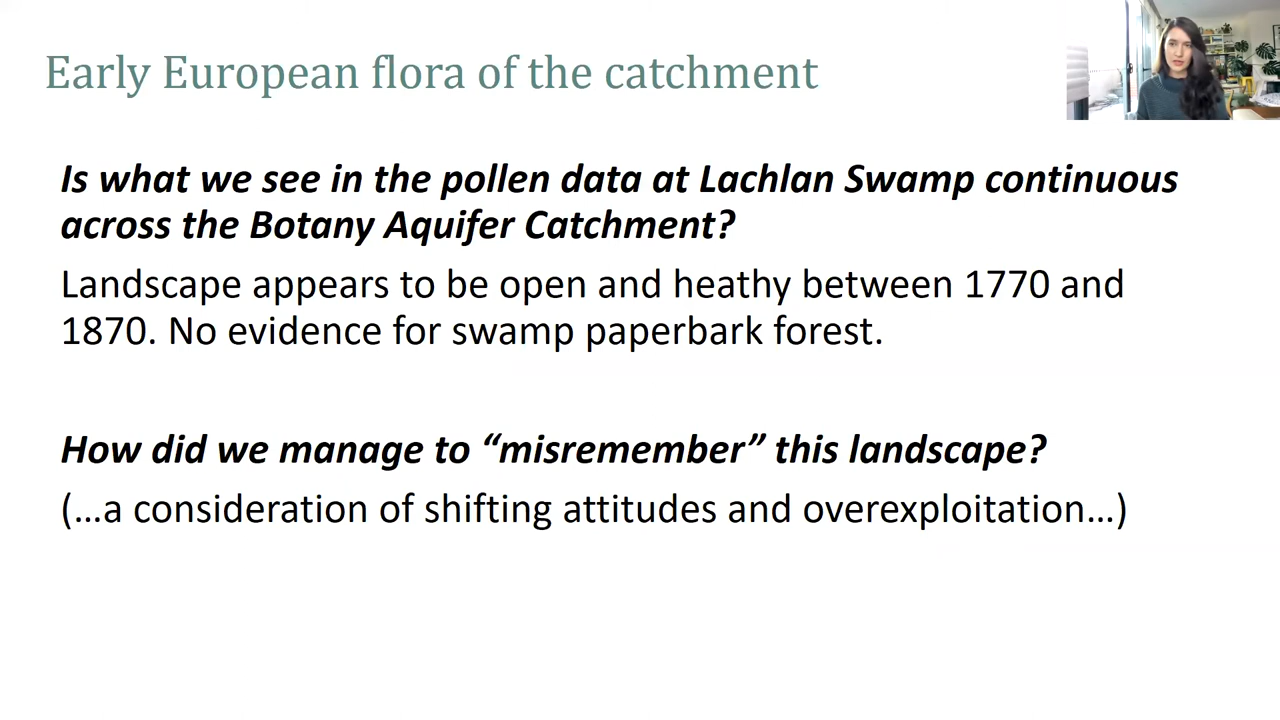 Early European flora of the catchment
Is what we see in the pollen data at Lachlan Swamp continuous
across the Botany Aquifer Catchment?
Landscape appears to be open and heathy between 1770 and
1870. No evidence for swamp paperbark forest.
How did we manage to “misremember” this landscape?
(…a consideration of shifting attitudes and overexploitation…)